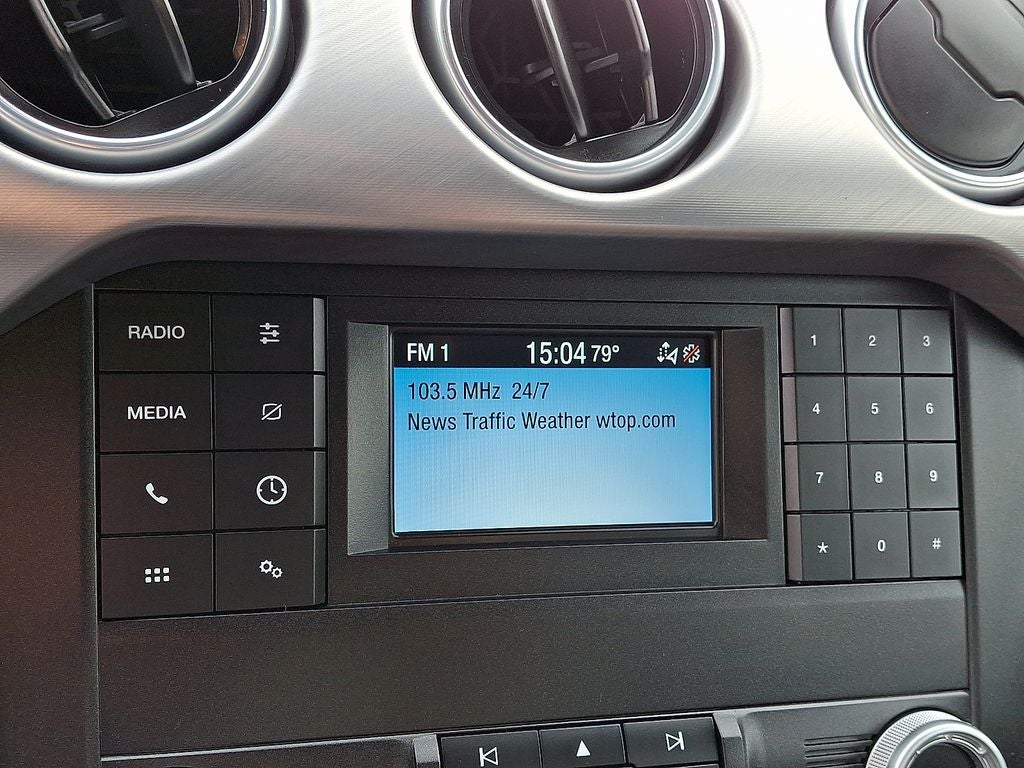 RADIO
MEDIA
FM 1 15:04 79°
103.5 MHz 24/7
News Traffic Weather wtop.com
1 2 3
4 5 6
7 8 9
* 0 #